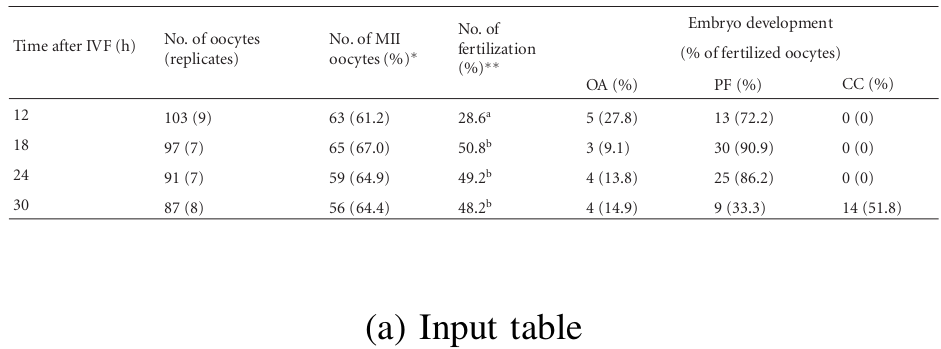 Time after IVF (h) No. of oocytes (replicates) No. of MII oocytes (%)* No. of fertilization (%)** Embryo development (% of fertilized oocytes)
OA (%) PF (%) CC (%)
12 103 (9) 63 (61.2) 28.6ᵃ 5 (27.8) 13 (72.2) 0 (0)
18 97 (7) 65 (67.0) 50.8ᵇ 3 (9.1) 30 (90.9) 0 (0)
24 91 (7) 59 (64.9) 49.2ᵇ 4 (13.8) 25 (86.2) 0 (0)
30 87 (8) 56 (64.4) 48.2ᵇ 4 (14.9) 9 (33.3) 14 (51.8)
(a) Input table